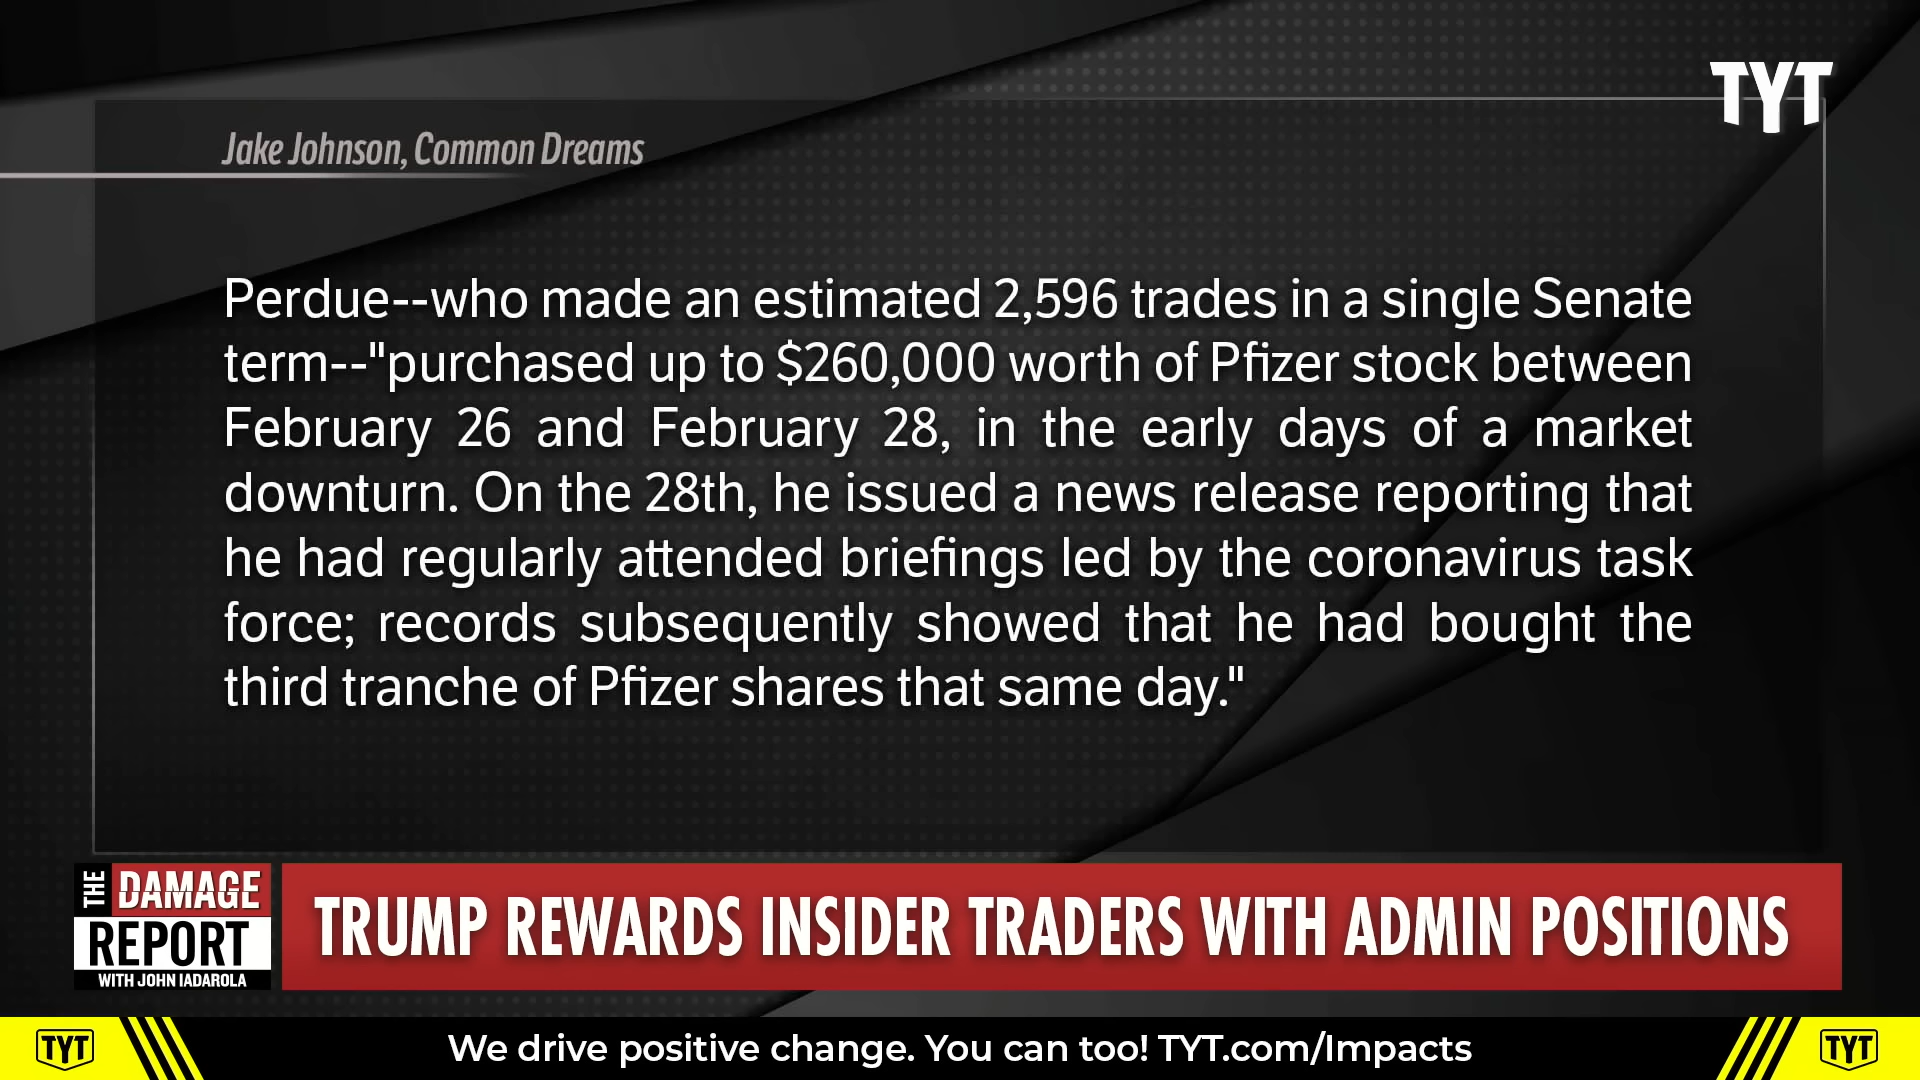 TYT
Jake Johnson, Common Dreams
Perdue--who made an estimated 2,596 trades in a single Senate
term--"purchased up to $260,000 worth of Pfizer stock between
February 26 and February 28, in the early days of a market
downturn. On the 28th, he issued a news release reporting that
he had regularly attended briefings led by the coronavirus task
force; records subsequently showed that he had bought the
third tranche of Pfizer shares that same day."
THE DAMAGE
REPORT
WITH JOHN IADAROLA
TRUMP REWARDS INSIDER TRADERS WITH ADMIN POSITIONS
TYT
We drive positive change. You can too! TYT.com/Impacts
TYT